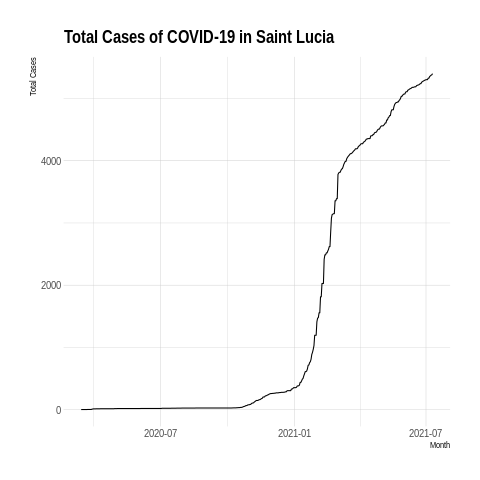 Total Cases of COVID-19 in Saint Lucia
Total Cases
4000
2000
0
2020-07
2021-01
2021-07
Month